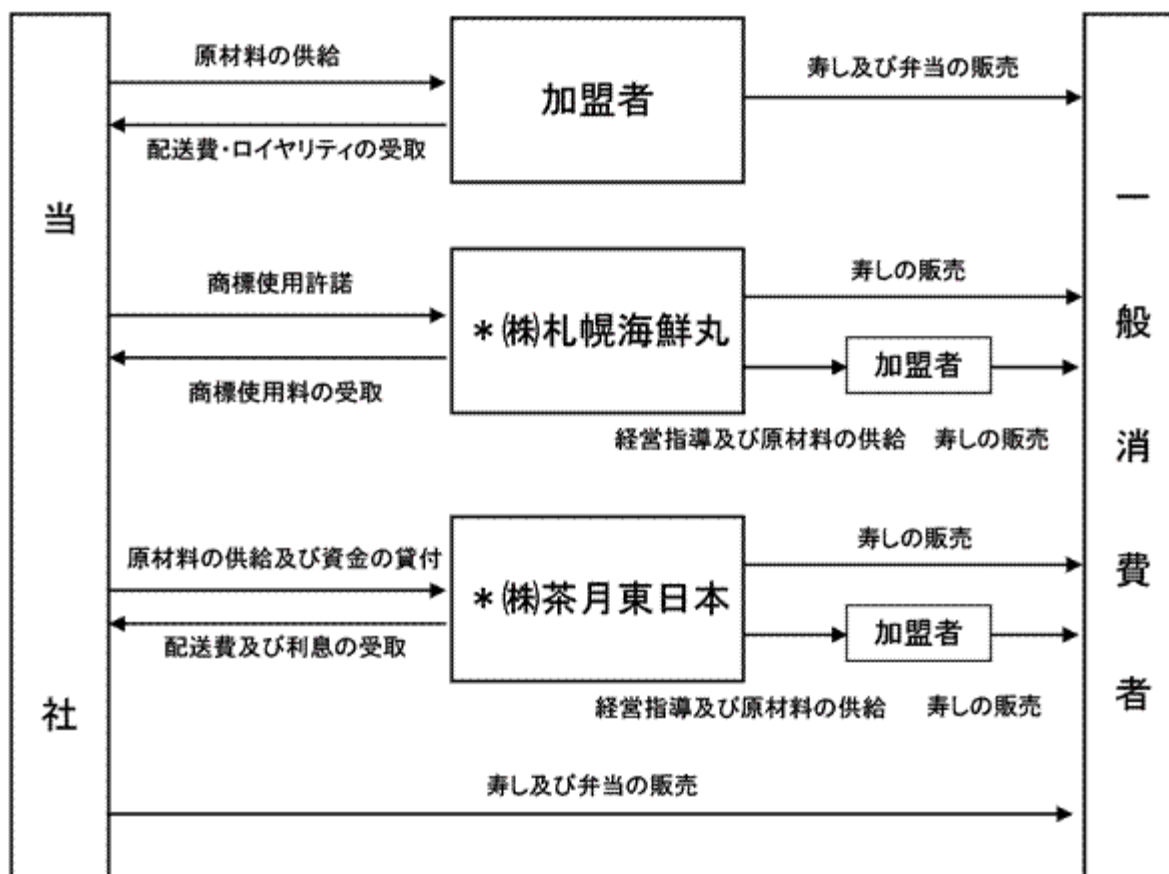 当社
原材料の供給
配送費・ロイヤリティの受取
加盟者
寿し及び弁当の販売
商標使用許諾
商標使用料の受取
*㈱札幌海鮮丸
寿しの販売
加盟者
経営指導及び原材料の供給
寿しの販売
原材料の供給及び資金の貸付
配送費及び利息の受取
*㈱茶月東日本
寿しの販売
加盟者
経営指導及び原材料の供給
寿しの販売
寿し及び弁当の販売
一般消費者